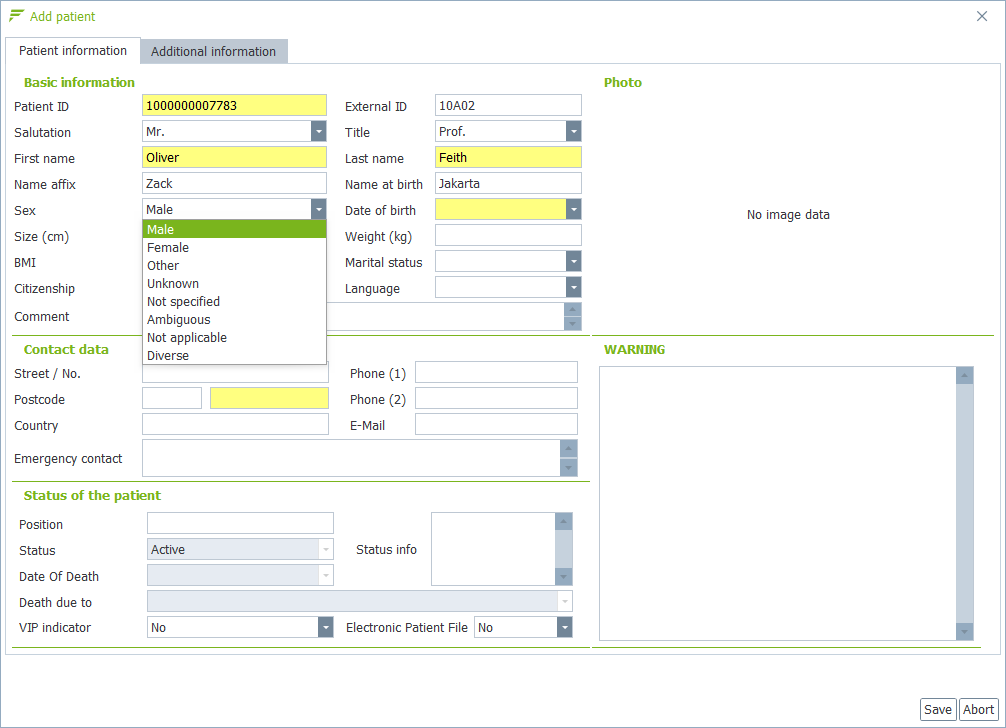 Add patient
Patient information Additional information
Basic information
Photo
Patient ID 1000000007783 External ID 10A02
Salutation Mr. Title Prof.
First name Oliver Last name Feith
Name affix Zack Name at birth Jakarta
Sex Male Date of birth
No image data
Male
Female
Other
Unknown
Not specified
Ambiguous
Not applicable
Diverse
Size (cm) Weight (kg)
BMI Marital status
Citizenship Language
Comment
Contact data
WARNING
Street / No. Phone (1)
Postcode Phone (2)
Country E-Mail
Emergency contact
Status of the patient
Position
Status Active Status info
Date Of Death
Death due to
VIP indicator No Electronic Patient File No
Save Abort